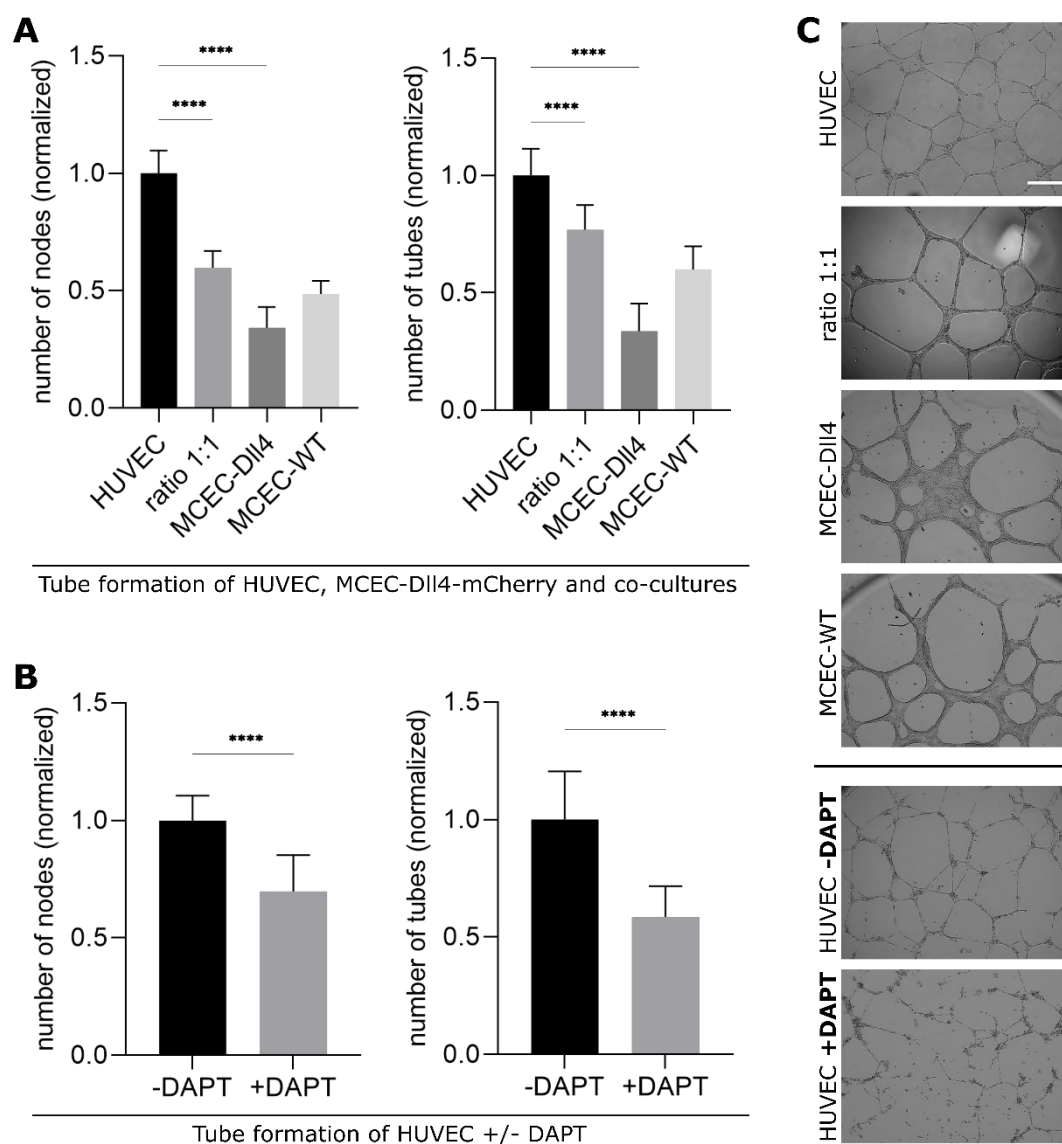 A
number of nodes (normalized)
1.5
1.0
0.5
0.0
****
****
HUVEC
ratio 1:1
MCEC-Dll4
MCEC-WT
number of tubes (normalized)
1.5
1.0
0.5
0.0
****
****
HUVEC
ratio 1:1
MCEC-Dll4
MCEC-WT
Tube formation of HUVEC, MCEC-Dll4-mCherry and co-cultures
B
number of nodes (normalized)
1.5
1.0
0.5
0.0
****
-DAPT
+DAPT
number of tubes (normalized)
1.5
1.0
0.5
0.0
****
-DAPT
+DAPT
Tube formation of HUVEC +/- DAPT
C
HUVEC
ratio 1:1
MCEC-Dll4
MCEC-WT
HUVEC -DAPT
HUVEC +DAPT